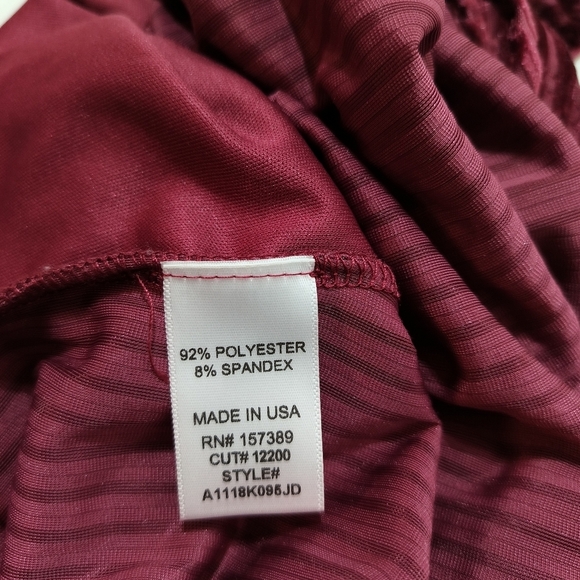 92% POLYESTER
8% SPANDEX
MADE IN USA
RN# 157389
CUT# 12200
STYLE#
A1118K095JD